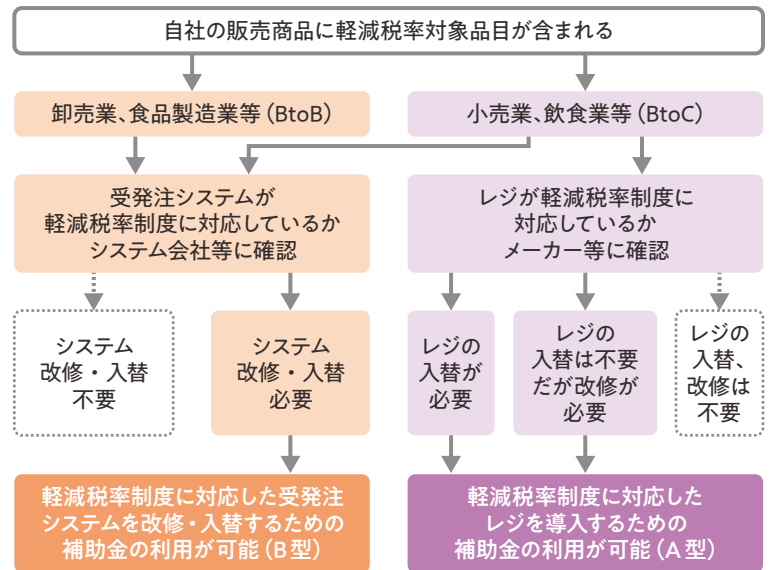 自社の販売商品に軽減税率対象品目が含まれる
卸売業、食品製造業等（BtoB）
小売業、飲食業等（BtoC）
受発注システムが
軽減税率制度に対応しているか
システム会社等に確認
レジが軽減税率制度に
対応しているか
メーカー等に確認
システム
改修・入替
不要
システム
改修・入替
必要
レジの
入替が
必要
レジの
入替は不要
だが改修が
必要
レジの
入替、
改修は
不要
軽減税率制度に対応した受発注
システムを改修・入替するための
補助金の利用が可能（B型）
軽減税率制度に対応した
レジを導入するための
補助金の利用が可能（A型）